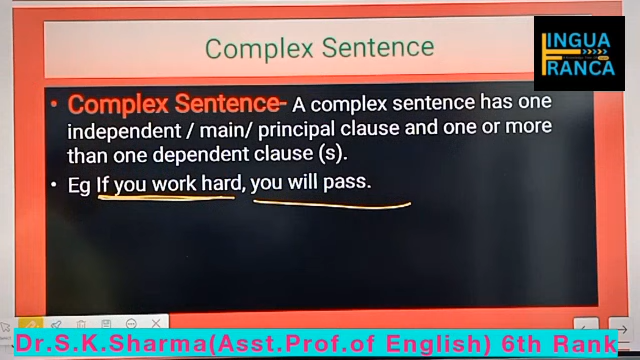 Complex Sentence
LINGUA
FRANCA
• Complex Sentence- A complex sentence has one
independent / main/ principal clause and one or more
than one dependent clause (s).
• Eg If you work hard, you will pass.
Dr.S.K.Sharma(Asst.Prof.of English) 6th Rank